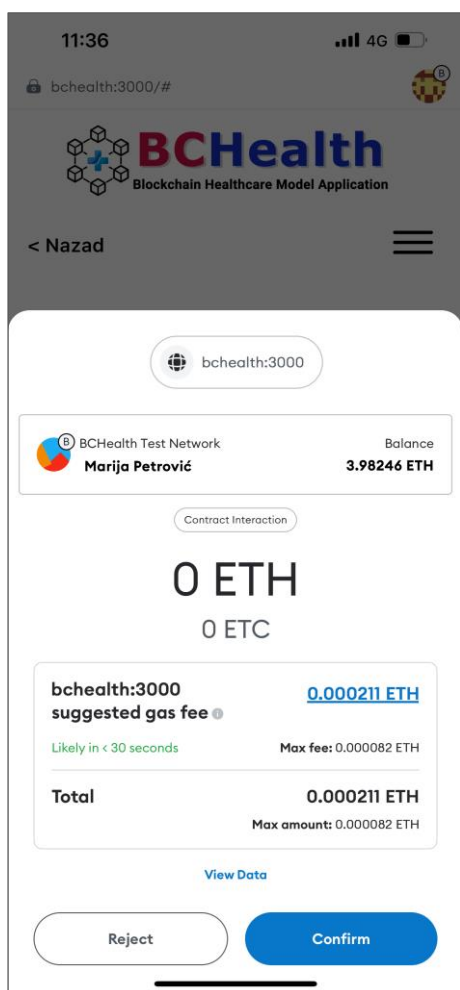 11:36
4G
bchealth:3000/#
B
BCHealth
Blockchain Healthcare Model Application
< Nazad
bchealth:3000
B BCHealth Test Network
Balance
Marija Petrović
3.98246 ETH
Contract Interaction
0 ETH
0 ETC
bchealth:3000
suggested gas fee
0.000211 ETH
Likely in < 30 seconds
Max fee: 0.000082 ETH
Total
0.000211 ETH
Max amount: 0.000082 ETH
View Data
Reject
Confirm